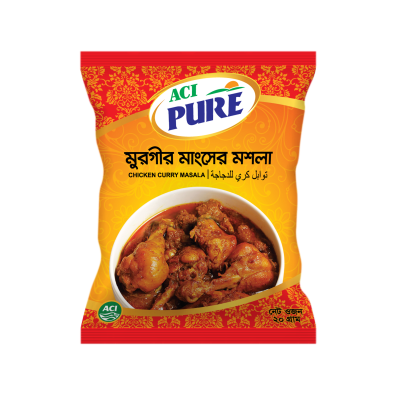 ACI
PURE
মুরগীর মাংসের মশলা
CHICKEN CURRY MASALA | توابل كري للدجاجة
ACI
নেট ওজন
২০ গ্রাম